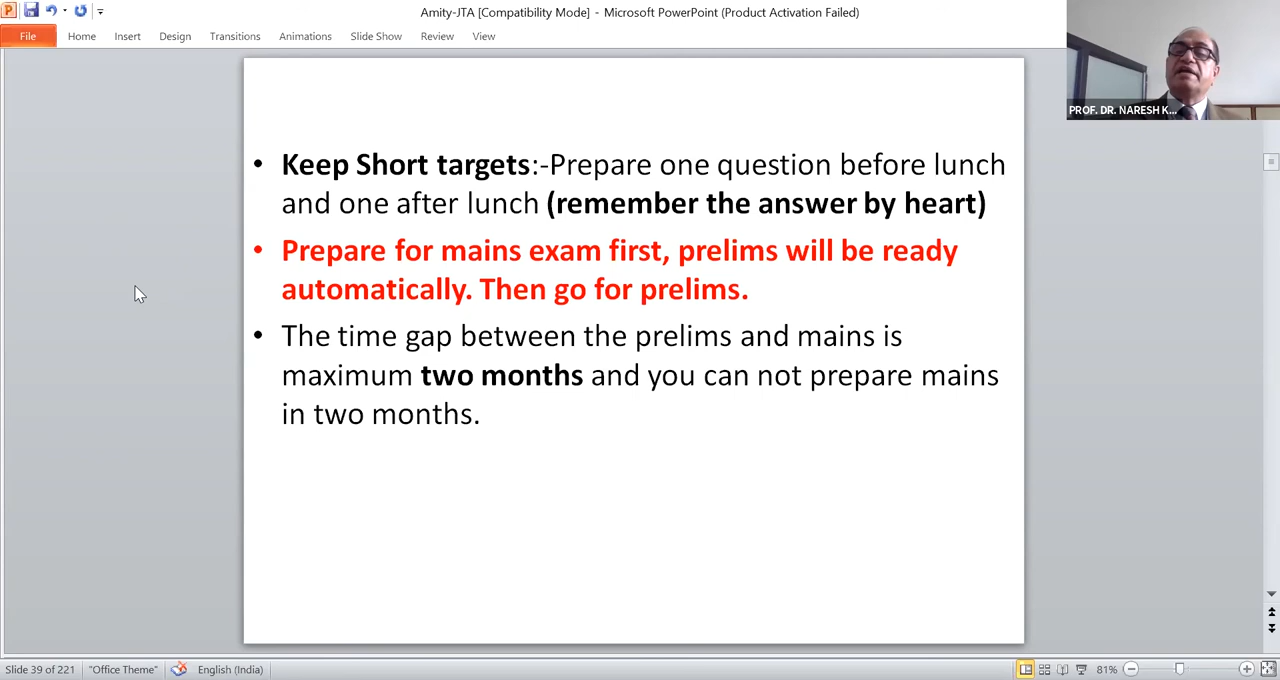 Amity-JTA [Compatibility Mode] - Microsoft PowerPoint (Product Activation Failed)
File Home Insert Design Transitions Animations Slide Show Review View
PROF. DR. NARESH K...
• Keep Short targets:-Prepare one question before lunch
and one after lunch (remember the answer by heart)
• Prepare for mains exam first, prelims will be ready
automatically. Then go for prelims.
• The time gap between the prelims and mains is
maximum two months and you can not prepare mains
in two months.
Slide 39 of 221 "Office Theme" English (India) 81%